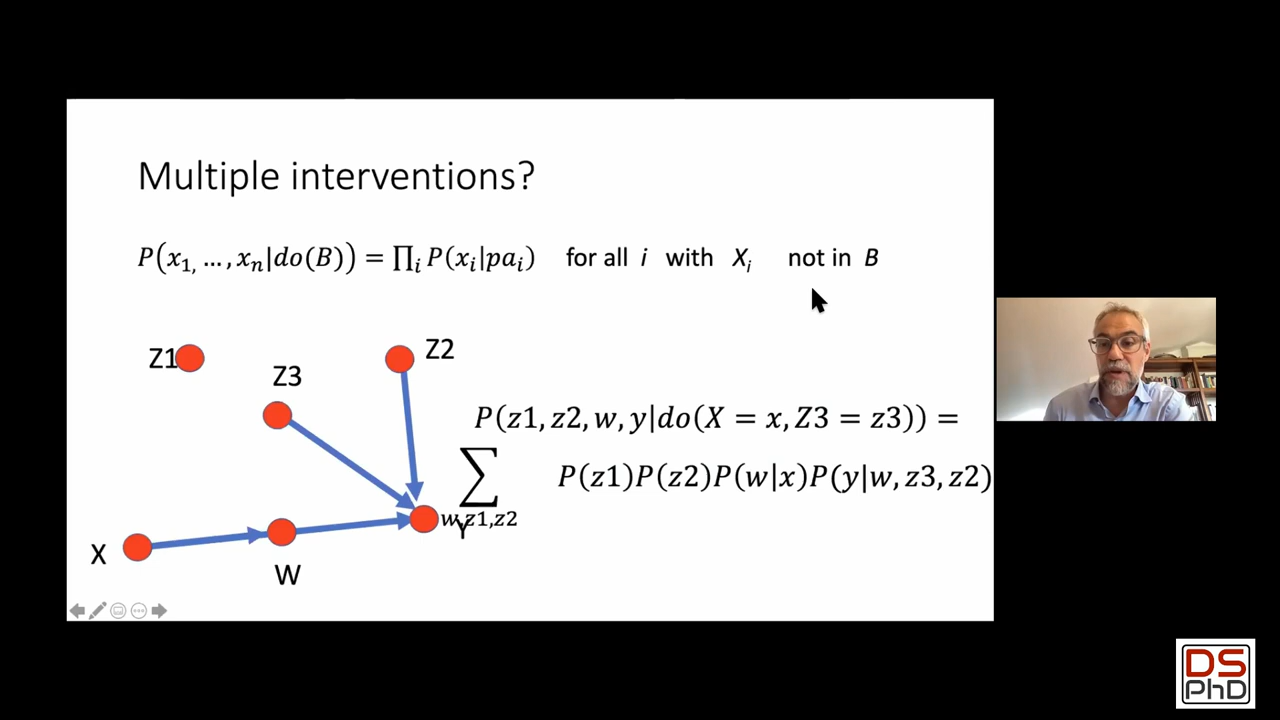 Multiple interventions?
P(x₁, …, xₙ|do(B)) = ∏ᵢ P(xᵢ|paᵢ) for all i with Xᵢ not in B
Z1
Z3
Z2
P(z1, z2, w, y|do(X = x, Z3 = z3)) =
∑ P(z1)P(z2)P(w|x)P(y|w, z3, z2)
w,z1,z2
Y
X
W
DS
PhD